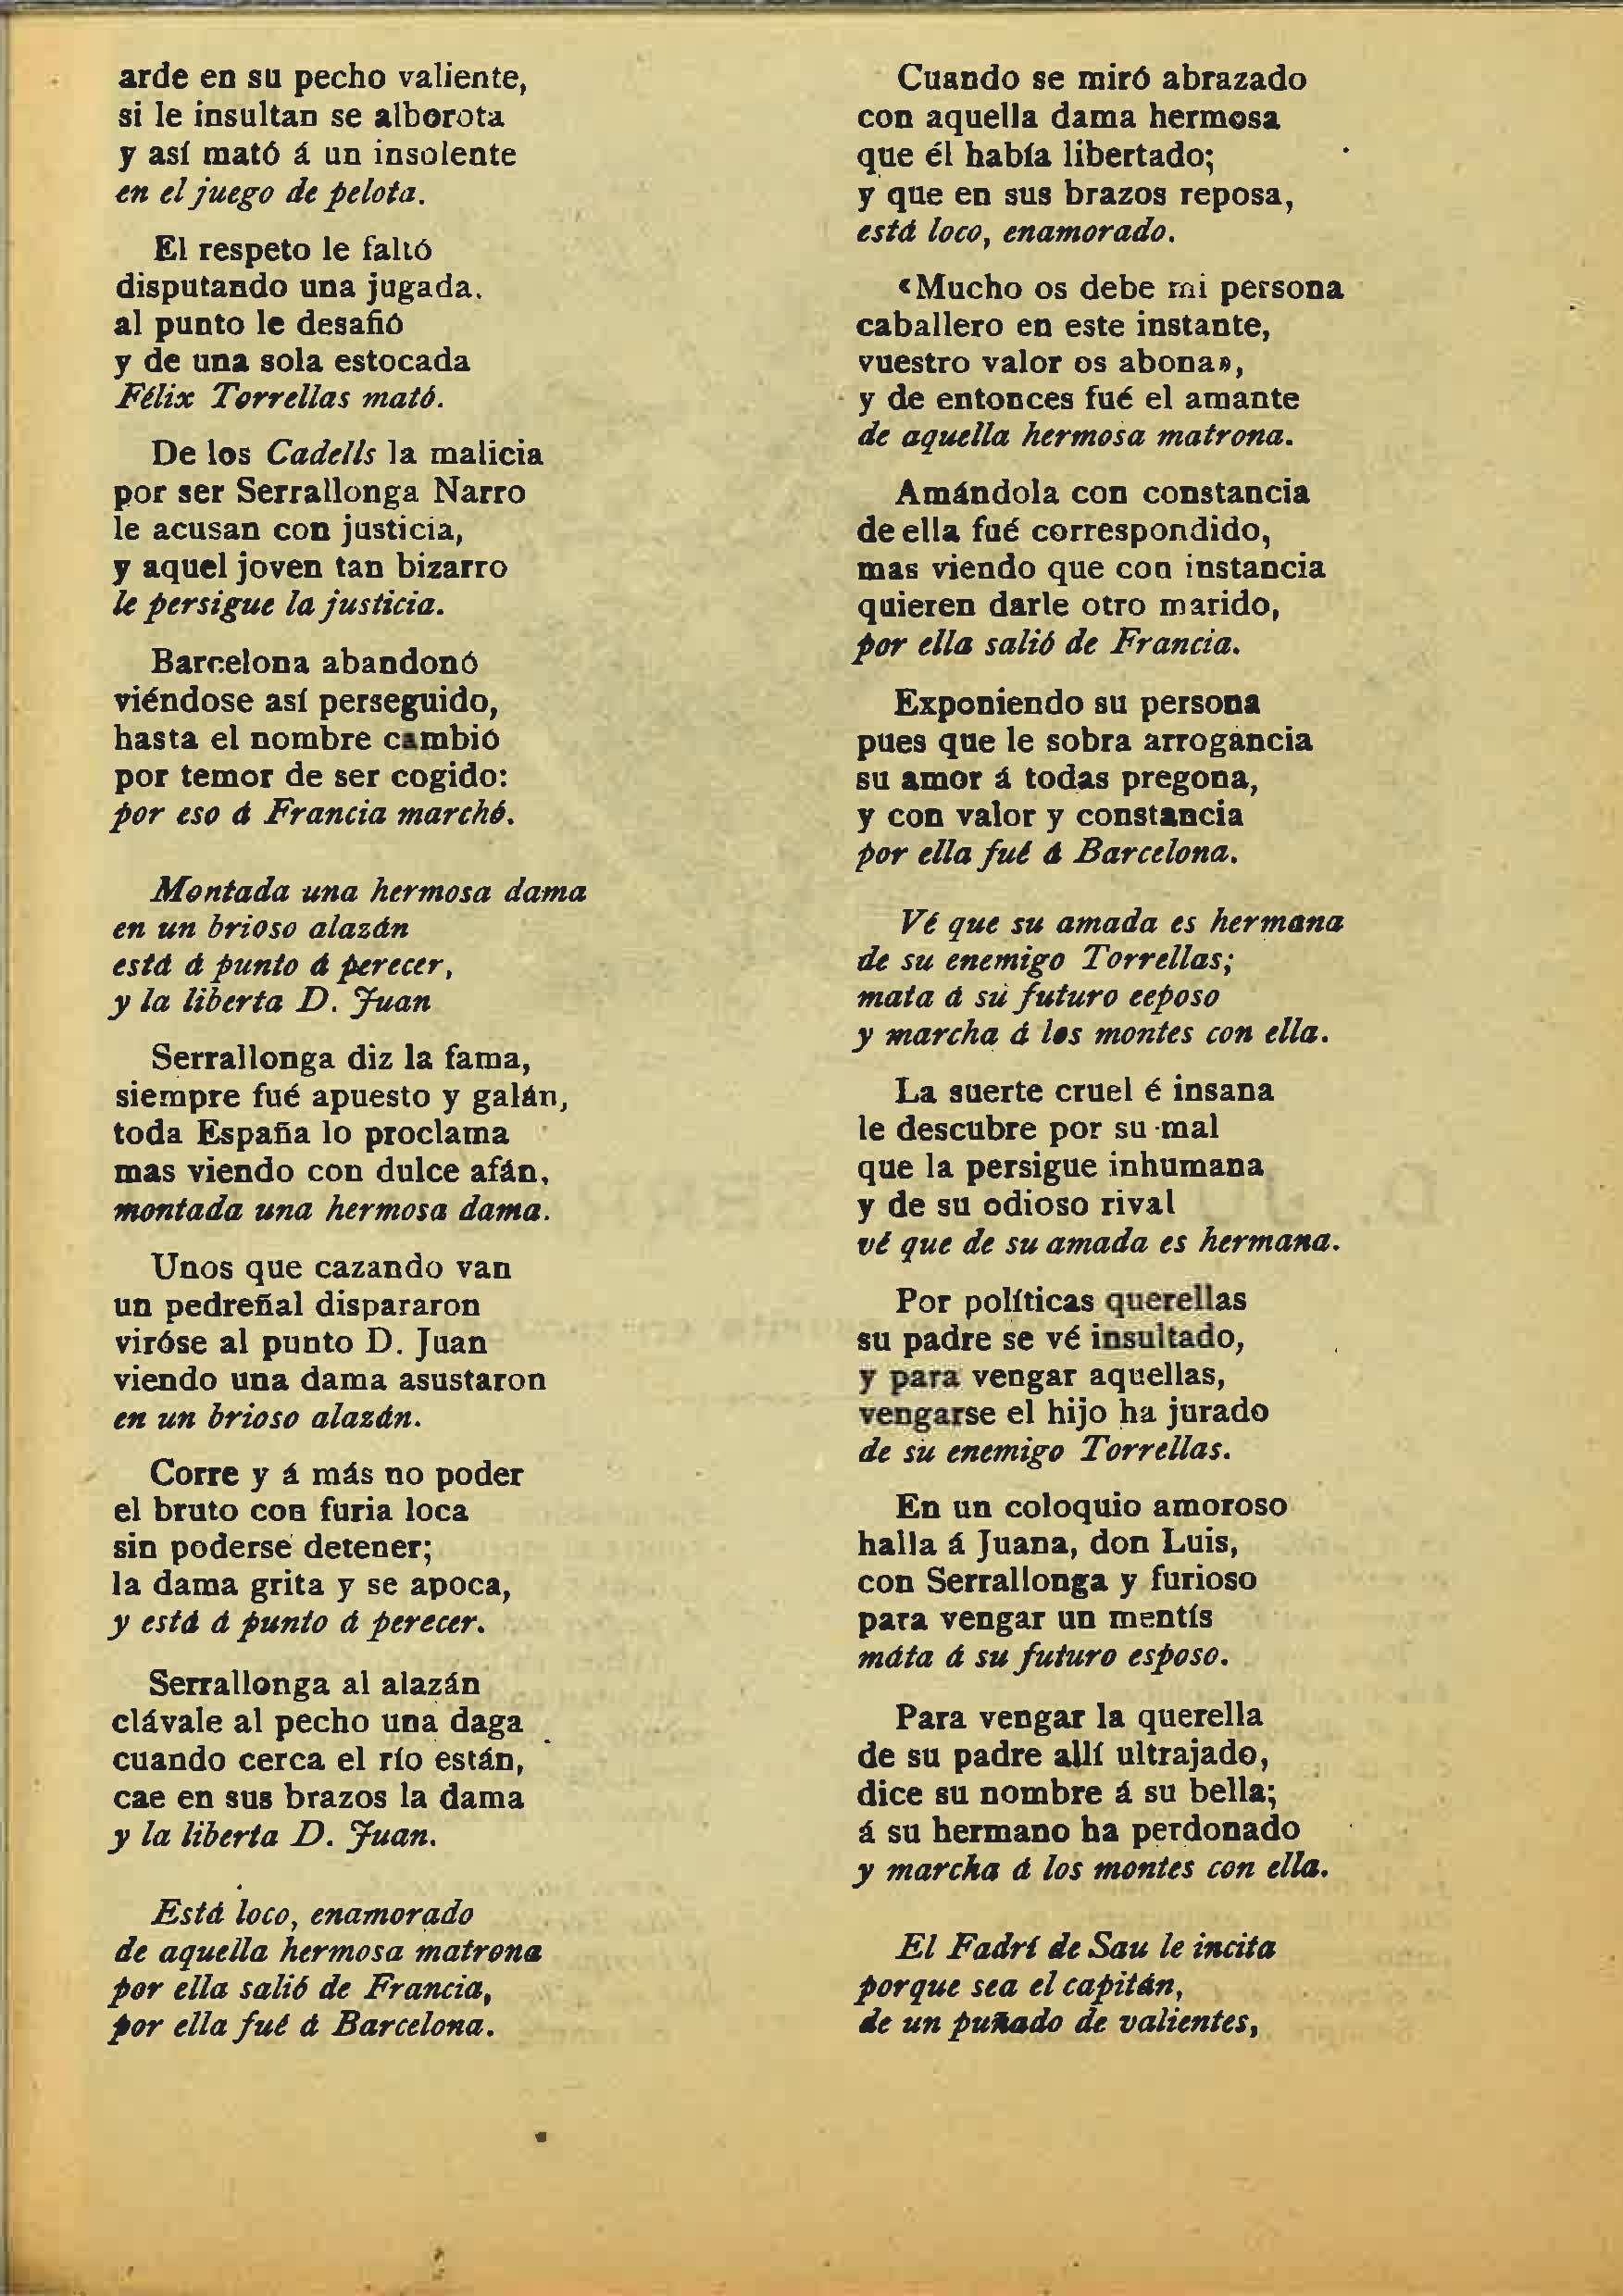 arde en su pecho valiente,
si le insultan se alborota
y así mató á un insolente
en el juego de pelota.
El respeto le faltó
disputando una jugada.
al punto le desafió
y de una sola estocada
Félix Torrellas mató.
De los Cadells la malicia
por ser Serrallonga Narro
le acusan con justicia,
y aquel joven tan bizarro
le persigue la justicia.
Barcelona abandonó
viéndose así perseguido,
hasta el nombre cambió
por temor de ser cogido:
por eso á Francia marchó.
Montada una hermosa dama
en un brioso alazán
está á punto á perecer,
y la liberta D. Juan
Serrallonga diz la fama,
siempre fué apuesto y galán,
toda España lo proclama
mas viendo con dulce afán,
montada una hermosa dama.
Unos que cazando van
un pedreñal dispararon
viróse al punto D. Juan
viendo una dama asustaron
en un brioso alazán.
Corre y á más no poder
el bruto con furia loca
sin poderse detener;
la dama grita y se apoca,
y está á punto á perecer.
Serrallonga al alazán
clávale al pecho una daga
cuando cerca el río están,
cae en sus brazos la dama
y la liberta D. Juan.
Está loco, enamorado
de aquella hermosa matrona
por ella salió de Francia,
por ella fué á Barcelona.
Cuando se miró abrazado
con aquella dama hermosa
que él había libertado;
y que en sus brazos reposa,
está loco, enamorado.
«Mucho os debe mi persona
caballero en este instante,
vuestro valor os abona»,
y de entonces fué el amante
de aquella hermosa matrona.
Amándola con constancia
de ella fué correspondido,
mas viendo que con instancia
quieren darle otro marido,
por ella salió de Francia.
Exponiendo su persona
pues que le sobra arrogancia
su amor á todas pregona,
y con valor y constancia
por ella fué á Barcelona.
Vé que su amada es hermana
de su enemigo Torrellas;
mata á su futuro eeposo
y marcha á los montes con ella.
La suerte cruel é insana
le descubre por su mal
que la persigue inhumana
y de su odioso rival
vé que de su amada es hermana.
Por políticas querellas
su padre se vé insultado,
y para vengar aquellas,
vengarse el hijo ha jurado
de su enemigo Torrellas.
En un coloquio amoroso
halla á Juana, don Luis,
con Serrallonga y furioso
para vengar un mentís
máta á su futuro esposo.
Para vengar la querella
de su padre allí ultrajado,
dice su nombre á su bella;
á su hermano ha perdonado
y marcha á los montes con ella.
El Fadrí de Sau le incita
porque sea el capitán,
de un puñado de valientes,